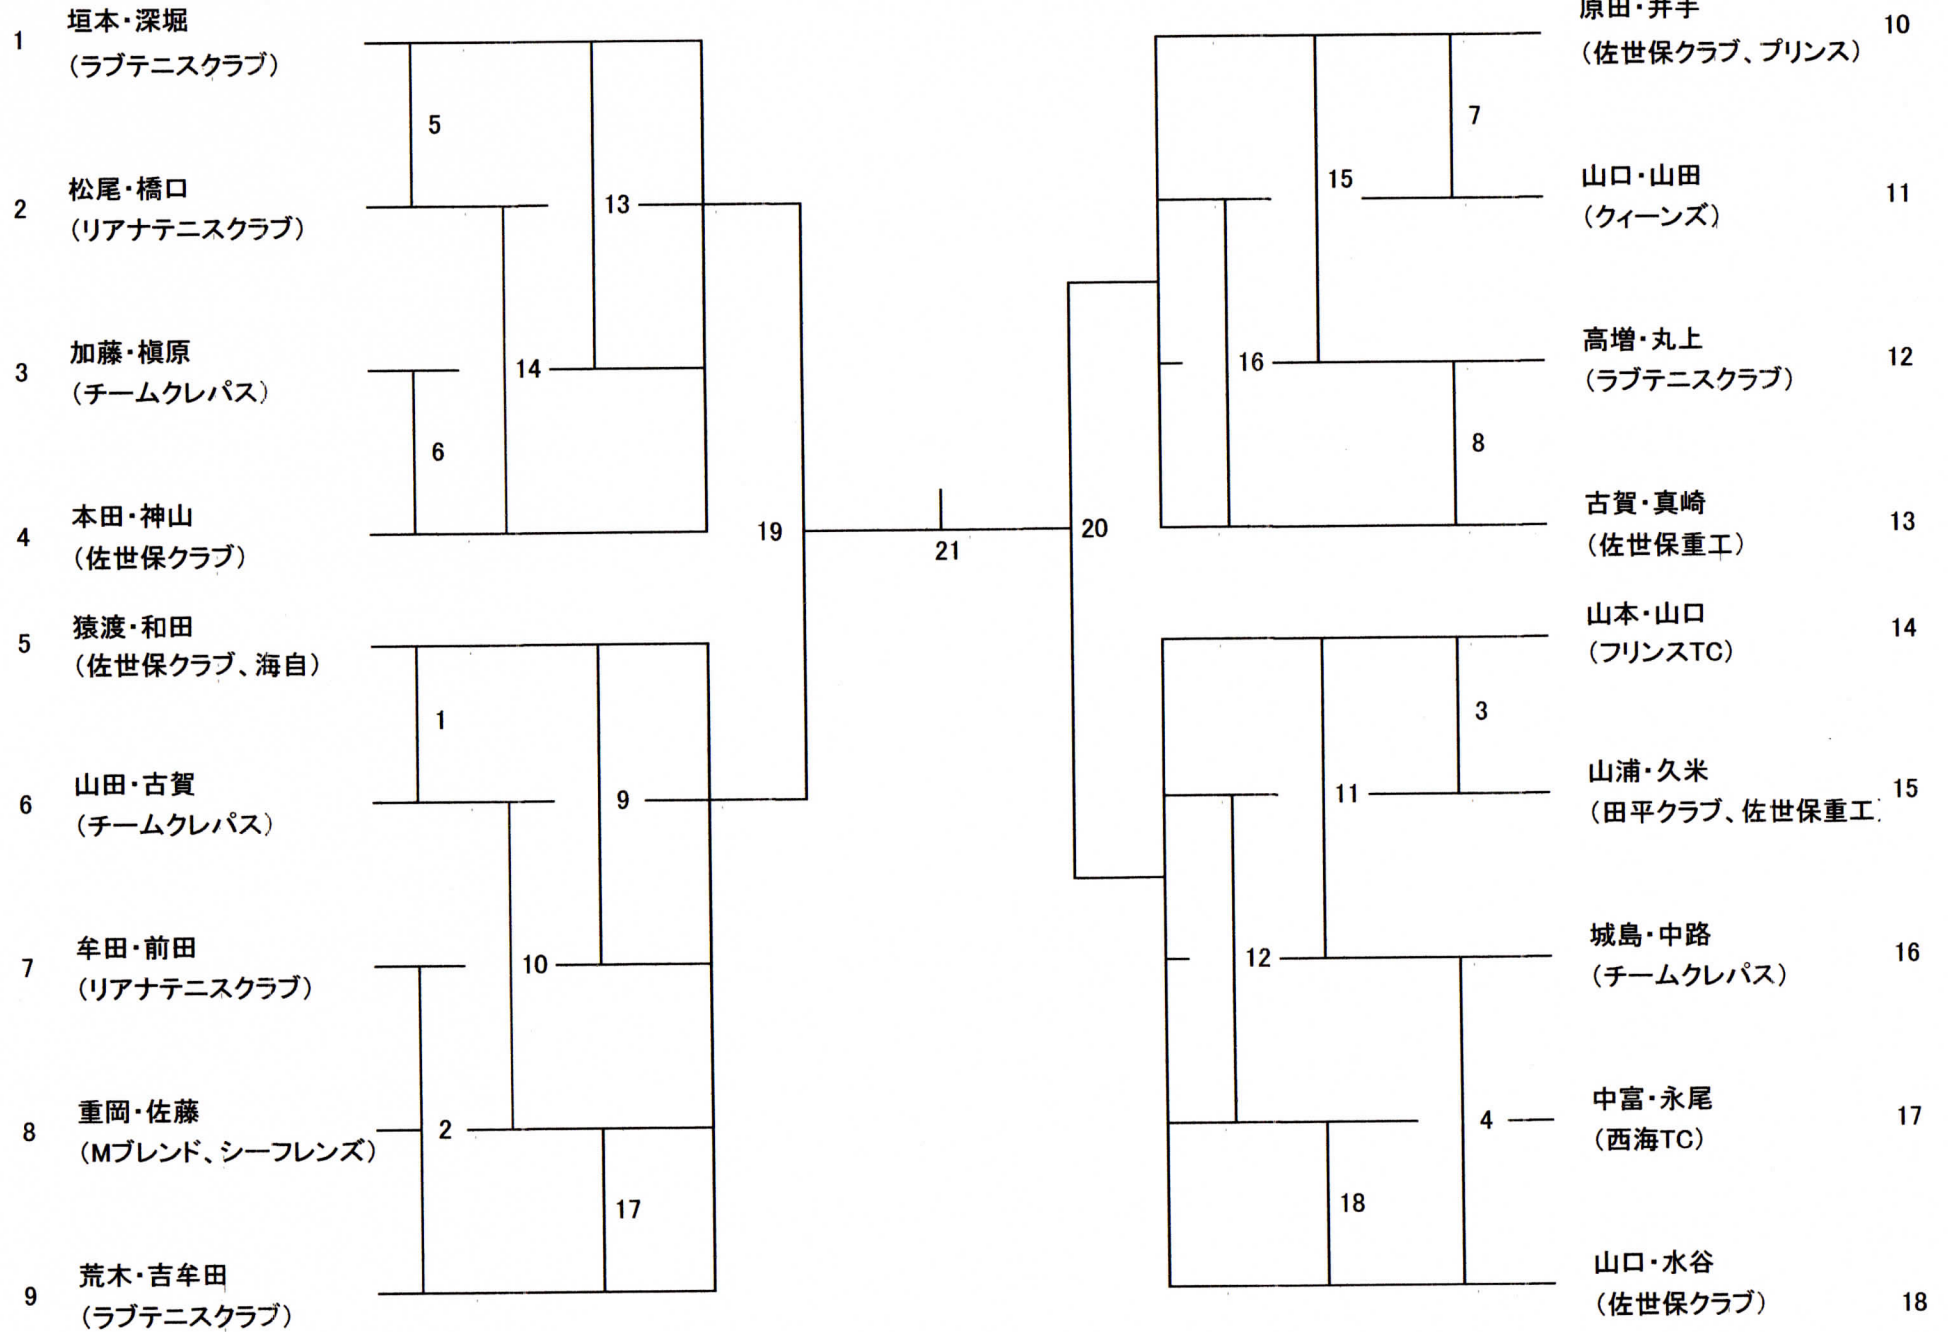 1
垣本・深堀
（ラブテニスクラブ）
2
松尾・橋口
（リアナテニスクラブ）
3
加藤・槇原
（チームクレパス）
4
本田・神山
（佐世保クラブ）
5
猿渡・和田
（佐世保クラブ、海自）
6
山田・古賀
（チームクレパス）
7
牟田・前田
（リアナテニスクラブ）
8
重岡・佐藤
（Mブレンド、シーフレンズ）
9
荒木・吉牟田
（ラブテニスクラブ）
5
13
14
6
1
9
10
2
17
19
21
20
7
15
16
8
3
11
12
4
18
原田・井手
（佐世保クラブ、プリンス）
10
山口・山田
（クィーンズ）
11
高増・丸上
（ラブテニスクラブ）
12
古賀・真崎
（佐世保重工）
13
山本・山口
（フリンスTC）
14
山浦・久米
（田平クラブ、佐世保重工）
15
城島・中路
（チームクレパス）
16
中富・永尾
（西海TC）
17
山口・水谷
（佐世保クラブ）
18